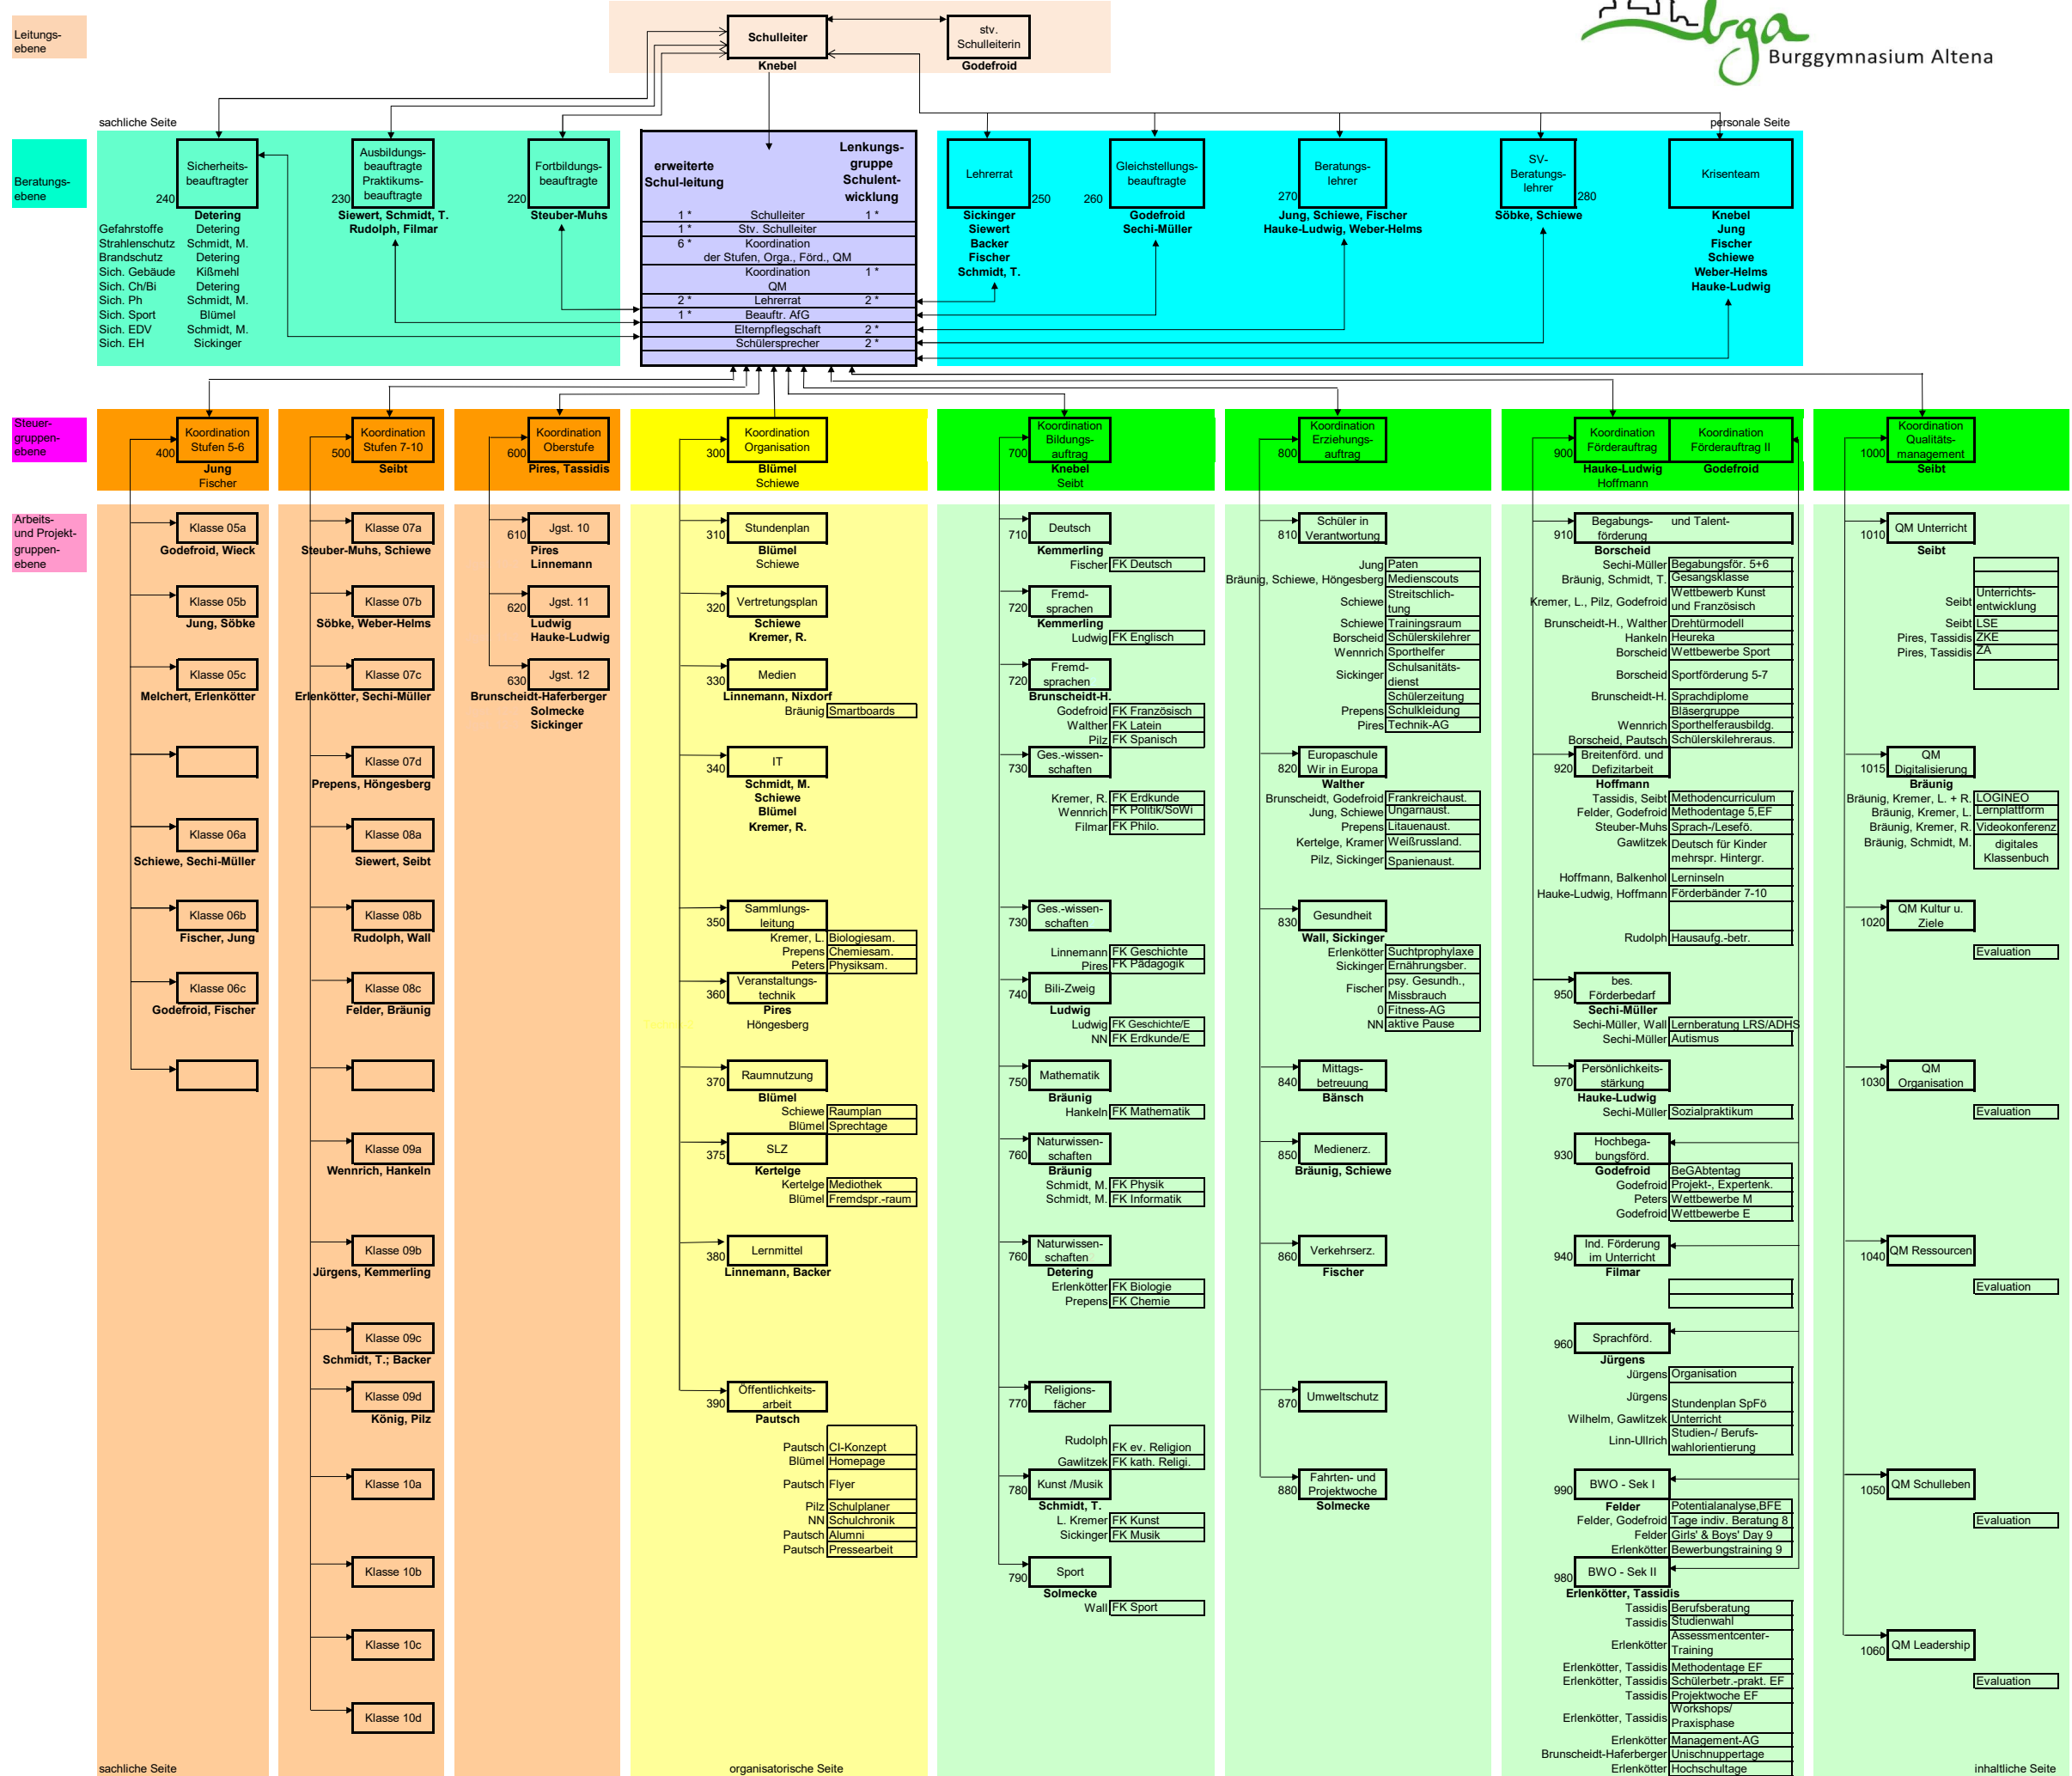 bga
Burggymnasium Altena
Leitungs-
ebene
Schulleiter
Knebel
stv.
Schulleiterin
Godefroid
sachliche Seite
personale Seite
Beratungs-
ebene
Sicherheits-
beauftragter
240
Detering
Gefahrstoffe Detering
Strahlenschutz Schmidt, M.
Brandschutz Detering
Sich. Gebäude Kißmehl
Sich. Ch/Bi Detering
Sich. Ph Schmidt, M.
Sich. Sport Blümel
Sich. EDV Schmidt, M.
Sich. EH Sickinger
Ausbildungs-
beauftragte
Praktikums-
beauftragte
230
Siewert, Schmidt, T.
Rudolph, Filmar
Fortbildungs-
beauftragte
220
Steuber-Muhs
erweiterte
Schul-leitung
Lenkungs-
gruppe
Schulent-
wicklung
1 * Schulleiter 1 *
1 * Stv. Schulleiter
6 * Koordination
der Stufen, Orga., Förd., QM
Koordination 1 *
QM
2 * Lehrerrat 2 *
1 * Beauftr. AfG
Elternpflegschaft 2 *
Schülersprecher 2 *
Lehrerrat
250
Sickinger
Siewert
Backer
Fischer
Schmidt, T.
Gleichstellungs-
beauftragte
260
Godefroid
Sechi-Müller
Beratungs-
lehrer
270
Jung, Schiewe, Fischer
Hauke-Ludwig, Weber-Helms
SV-
Beratungs-
lehrer
280
Söbke, Schiewe
Krisenteam
Knebel
Jung
Fischer
Schiewe
Weber-Helms
Hauke-Ludwig
Steuer-
gruppen-
ebene
Koordination
Stufen 5-6
400
Jung
Fischer
Koordination
Stufen 7-10
500
Seibt
Koordination
Oberstufe
600
Pires, Tassidis
Koordination
Organisation
300
Blümel
Schiewe
Koordination
Bildungs-
auftrag
700
Knebel
Seibt
Koordination
Erziehungs-
auftrag
800
Koordination
Förderauftrag
900
Hauke-Ludwig
Hoffmann
Koordination
Förderauftrag II
Godefroid
Koordination
Qualitäts-
management
1000
Seibt
Arbeits-
und Projekt-
gruppen-
ebene
Klasse 05a
Godefroid, Wieck
Klasse 05b
Jung, Söbke
Klasse 05c
Melchert, Erlenkötter
Klasse 06a
Schiewe, Sechi-Müller
Klasse 06b
Fischer, Jung
Klasse 06c
Godefroid, Fischer
Klasse 07a
Steuber-Muhs, Schiewe
Klasse 07b
Söbke, Weber-Helms
Klasse 07c
Erlenkötter, Sechi-Müller
Klasse 07d
Prepens, Höngesberg
Klasse 08a
Siewert, Seibt
Klasse 08b
Rudolph, Wall
Klasse 08c
Felder, Bräunig
Klasse 09a
Wennrich, Hankeln
Klasse 09b
Jürgens, Kemmerling
Klasse 09c
Schmidt, T.; Backer
Klasse 09d
König, Pilz
Klasse 10a
Klasse 10b
Klasse 10c
Klasse 10d
Jgst. 10
610
Pires
Linnemann
Jgst. 11
620
Ludwig
Hauke-Ludwig
Jgst. 12
630
Brunscheidt-Haferberger
Solmecke
Sickinger
Stundenplan
310
Blümel
Schiewe
Vertretungsplan
320
Schiewe
Kremer, R.
Medien
330
Linnemann, Nixdorf
Bräunig Smartboards
IT
340
Schmidt, M.
Schiewe
Blümel
Kremer, R.
Sammlungs-
leitung
350
Kremer, L. Biologiesam.
Prepens Chemiesam.
Peters Physiksam.
Veranstaltungs-
technik
360
Pires
Höngesberg
Raumnutzung
370
Blümel
Schiewe Raumplan
Blümel Sprechtage
SLZ
375
Kertelge
Kertelge Mediothek
Blümel Fremdspr.-raum
Lernmittel
380
Linnemann, Backer
Öffentlichkeits-
arbeit
390
Pautsch
Pautsch CI-Konzept
Blümel Homepage
Pautsch Flyer
Pilz Schulplaner
NN Schulchronik
Pautsch Alumni
Pautsch Pressearbeit
Deutsch
710
Kemmerling
Fischer FK Deutsch
Fremd-
sprachen
720
Kemmerling
Ludwig FK Englisch
Fremd-
sprachen
720
Brunscheidt-H.
Godefroid FK Französisch
Walther FK Latein
Pilz FK Spanisch
Ges.-wissen-
schaften
730
Kremer, R. FK Erdkunde
Wennrich FK Politik/SoWi
Filmar FK Philo.
Ges.-wissen-
schaften
730
Linnemann FK Geschichte
Pires FK Pädagogik
Bili-Zweig
740
Ludwig
Ludwig FK Geschichte/E
NN FK Erdkunde/E
Mathematik
750
Bräunig
Hankeln FK Mathematik
Naturwissen-
schaften
760
Bräunig
Schmidt, M. FK Physik
Schmidt, M. FK Informatik
Naturwissen-
schaften
760
Detering
Erlenkötter FK Biologie
Prepens FK Chemie
Religions-
fächer
770
Rudolph FK ev. Religion
Gawlitzek FK kath. Religi.
Kunst /Musik
780
Schmidt, T.
L. Kremer FK Kunst
Sickinger FK Musik
Sport
790
Solmecke
Wall FK Sport
Schüler in
Verantwortung
810
Jung Paten
Bräunig, Schiewe, Höngesberg Medienscouts
Schiewe Streitschlich-
tung
Schiewe Trainingsraum
Borscheid Schülerskilehrer
Wennrich Sporthelfer
Sickinger Schulsanitäts-
dienst
Schülerzeitung
Prepens Schulkleidung
Pires Technik-AG
Europaschule
Wir in Europa
820
Walther
Brunscheidt, Godefroid Frankreichaust.
Jung, Schiewe Ungarnaust.
Prepens Litauenaust.
Kertelge, Kramer Weißrussland.
Pilz, Sickinger Spanienaust.
Gesundheit
830
Wall, Sickinger
Erlenkötter Suchtprophylaxe
Sickinger Ernährungsber.
Fischer psy. Gesundh.,
Missbrauch
0 Fitness-AG
NN aktive Pause
Mittags-
betreuung
840
Bänsch
Medienerz.
850
Bräunig, Schiewe
Verkehrserz.
860
Fischer
Umweltschutz
870
Fahrten- und
Projektwoche
880
Solmecke
Begabungs- und Talent-
förderung
910
Borscheid
Sechi-Müller Begabungsför. 5+6
Bräunig, Schmidt, T. Gesangsklasse
Kremer, L., Pilz, Godefroid Wettbewerb Kunst
und Französisch
Brunscheidt-H., Walther Drehtürmodell
Hankeln Heureka
Borscheid Wettbewerbe Sport
Borscheid Sportförderung 5-7
Brunscheidt-H. Sprachdiplome
Bläsergruppe
Wennrich Sporthelferausbildg.
Borscheid, Pautsch Schülerskilehreraus.
Breitenförd. und
Defizitarbeit
920
Hoffmann
Tassidis, Seibt Methodencurriculum
Felder, Godefroid Methodentage 5,EF
Steuber-Muhs Sprach-/Lesefö.
Gawlitzek Deutsch für Kinder
mehrspr. Hintergr.
Hoffmann, Balkenhol Lerninseln
Hauke-Ludwig, Hoffmann Förderbänder 7-10
Rudolph Hausaufg.-betr.
bes.
Förderbedarf
950
Sechi-Müller
Sechi-Müller, Wall Lernberatung LRS/ADHS
Sechi-Müller Autismus
Persönlichkeits-
stärkung
970
Hauke-Ludwig
Sechi-Müller Sozialpraktikum
Hochbega-
bungsförd.
930
Godefroid BeGAbtentag
Godefroid Projekt-, Expertenk.
Peters Wettbewerbe M
Godefroid Wettbewerbe E
Ind. Förderung
im Unterricht
940
Filmar
Sprachförd.
960
Jürgens
Jürgens Organisation
Jürgens Stundenplan SpFö
Wilhelm, Gawlitzek Unterricht
Linn-Ullrich Studien-/ Berufs-
wahlorientierung
BWO - Sek I
990
Felder Potentialanalyse,BFE
Felder, Godefroid Tage indiv. Beratung 8
Felder Girls' & Boys' Day 9
Erlenkötter Bewerbungstraining 9
BWO - Sek II
980
Erlenkötter, Tassidis
Tassidis Berufsberatung
Tassidis Studienwahl
Erlenkötter Assessmentcenter-
Training
Erlenkötter, Tassidis Methodentage EF
Erlenkötter, Tassidis Schülerbetr.-prakt. EF
Tassidis Projektwoche EF
Erlenkötter, Tassidis Workshops/
Praxisphase
Erlenkötter Management-AG
Brunscheidt-Haferberger Unischnuppertage
Erlenkötter Hochschultage
QM Unterricht
1010
Seibt
Seibt Unterrichts-
entwicklung
Seibt LSE
Pires, Tassidis ZKE
Pires, Tassidis ZA
QM
Digitalisierung
1015
Bräunig
Bräunig, Kremer, L. + R. LOGINEO
Bräunig, Kremer, L. Lernplattform
Bräunig, Kremer, R. Videokonferenz
Bräunig, Schmidt, M. digitales
Klassenbuch
QM Kultur u.
Ziele
1020
Evaluation
QM
Organisation
1030
Evaluation
QM Ressourcen
1040
Evaluation
QM Schulleben
1050
Evaluation
QM Leadership
1060
Evaluation
sachliche Seite
organisatorische Seite
inhaltliche Seite